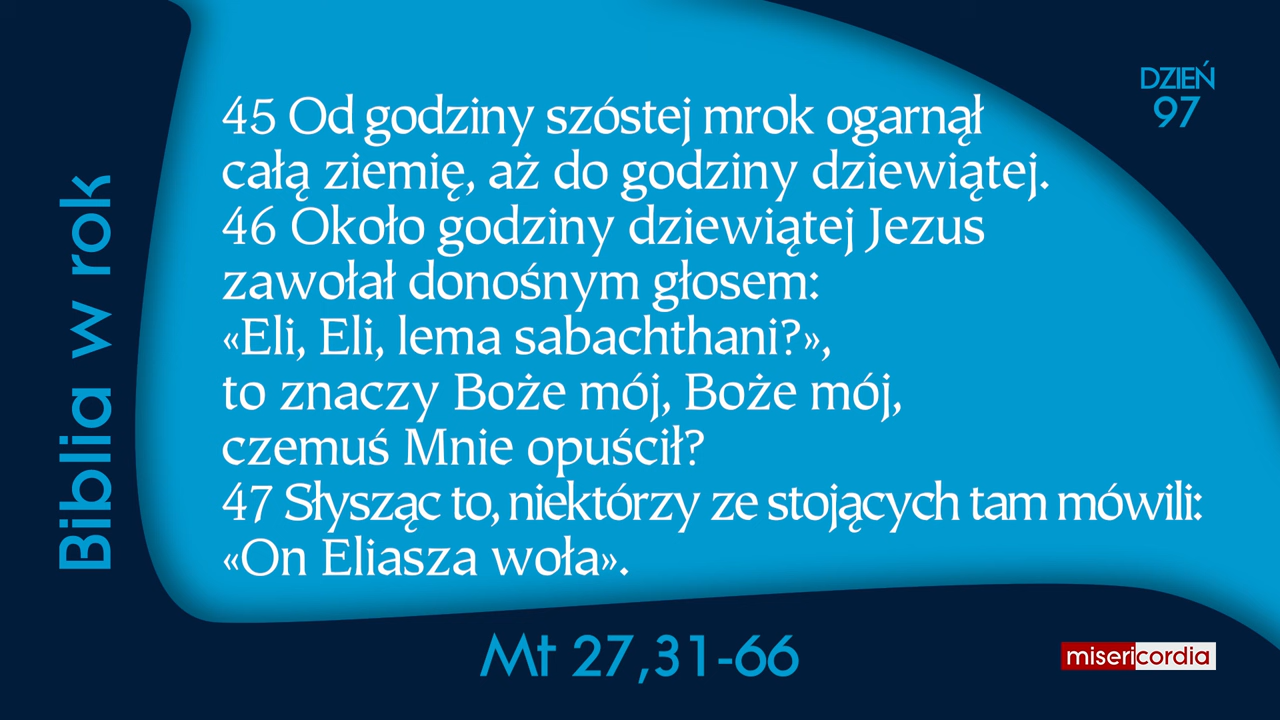 DZIEŃ
97
Biblia w rok
45 Od godziny szóstej mrok ogarnął
całą ziemię, aż do godziny dziewiątej.
46 Około godziny dziewiątej Jezus
zawołał donośnym głosem:
«Eli, Eli, lema sabachthani?»,
to znaczy Boże mój, Boże mój,
czemuś Mnie opuścił?
47 Słysząc to, niektórzy ze stojących tam mówili:
«On Eliasza woła».
Mt 27,31-66
misericordia